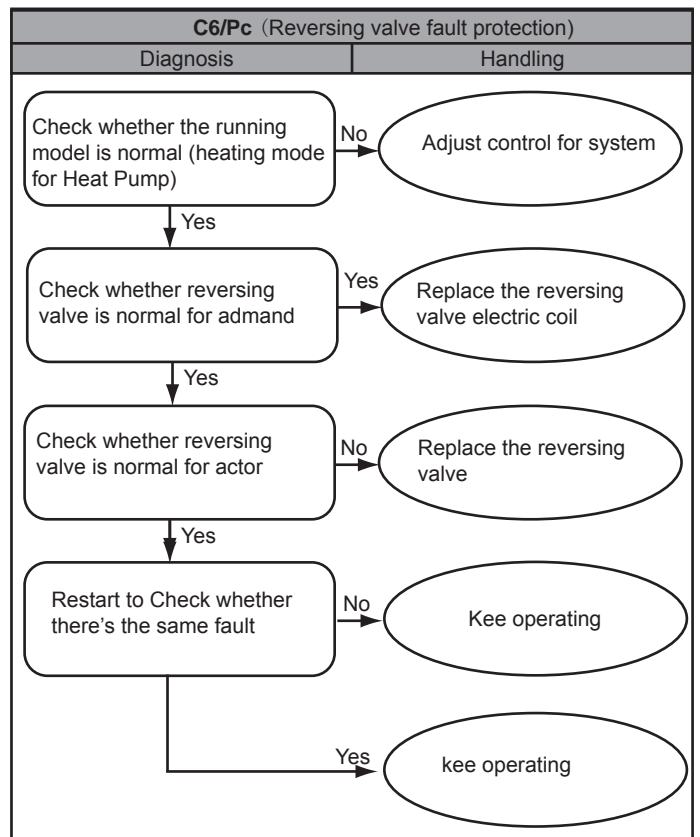 C6/Pc (Reversing valve fault protection)
Diagnosis
Handling
Check whether the running
model is normal (heating mode
for Heat Pump)
No
Adjust control for system
Yes
Check whether reversing
valve is normal for admand
Yes
Replace the reversing
valve electric coil
Yes
Check whether reversing
valve is normal for actor
No
Replace the reversing
valve
Yes
Restart to Check whether
there's the same fault
No
Kee operating
Yes
kee operating